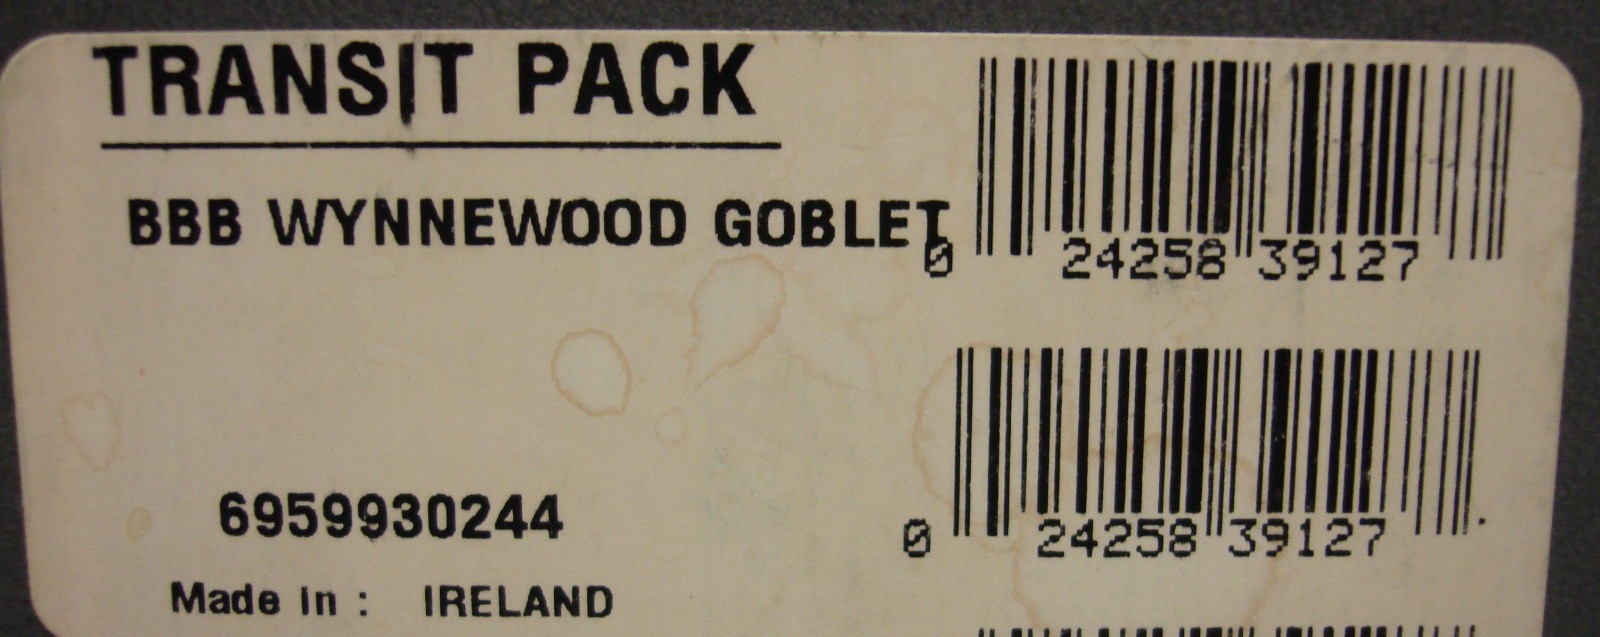 TRANSIT PACK
BBB WYNNEWOOD GOBLET
0 24258 39127
0 24258 39127
6959930244
Made in : IRELAND